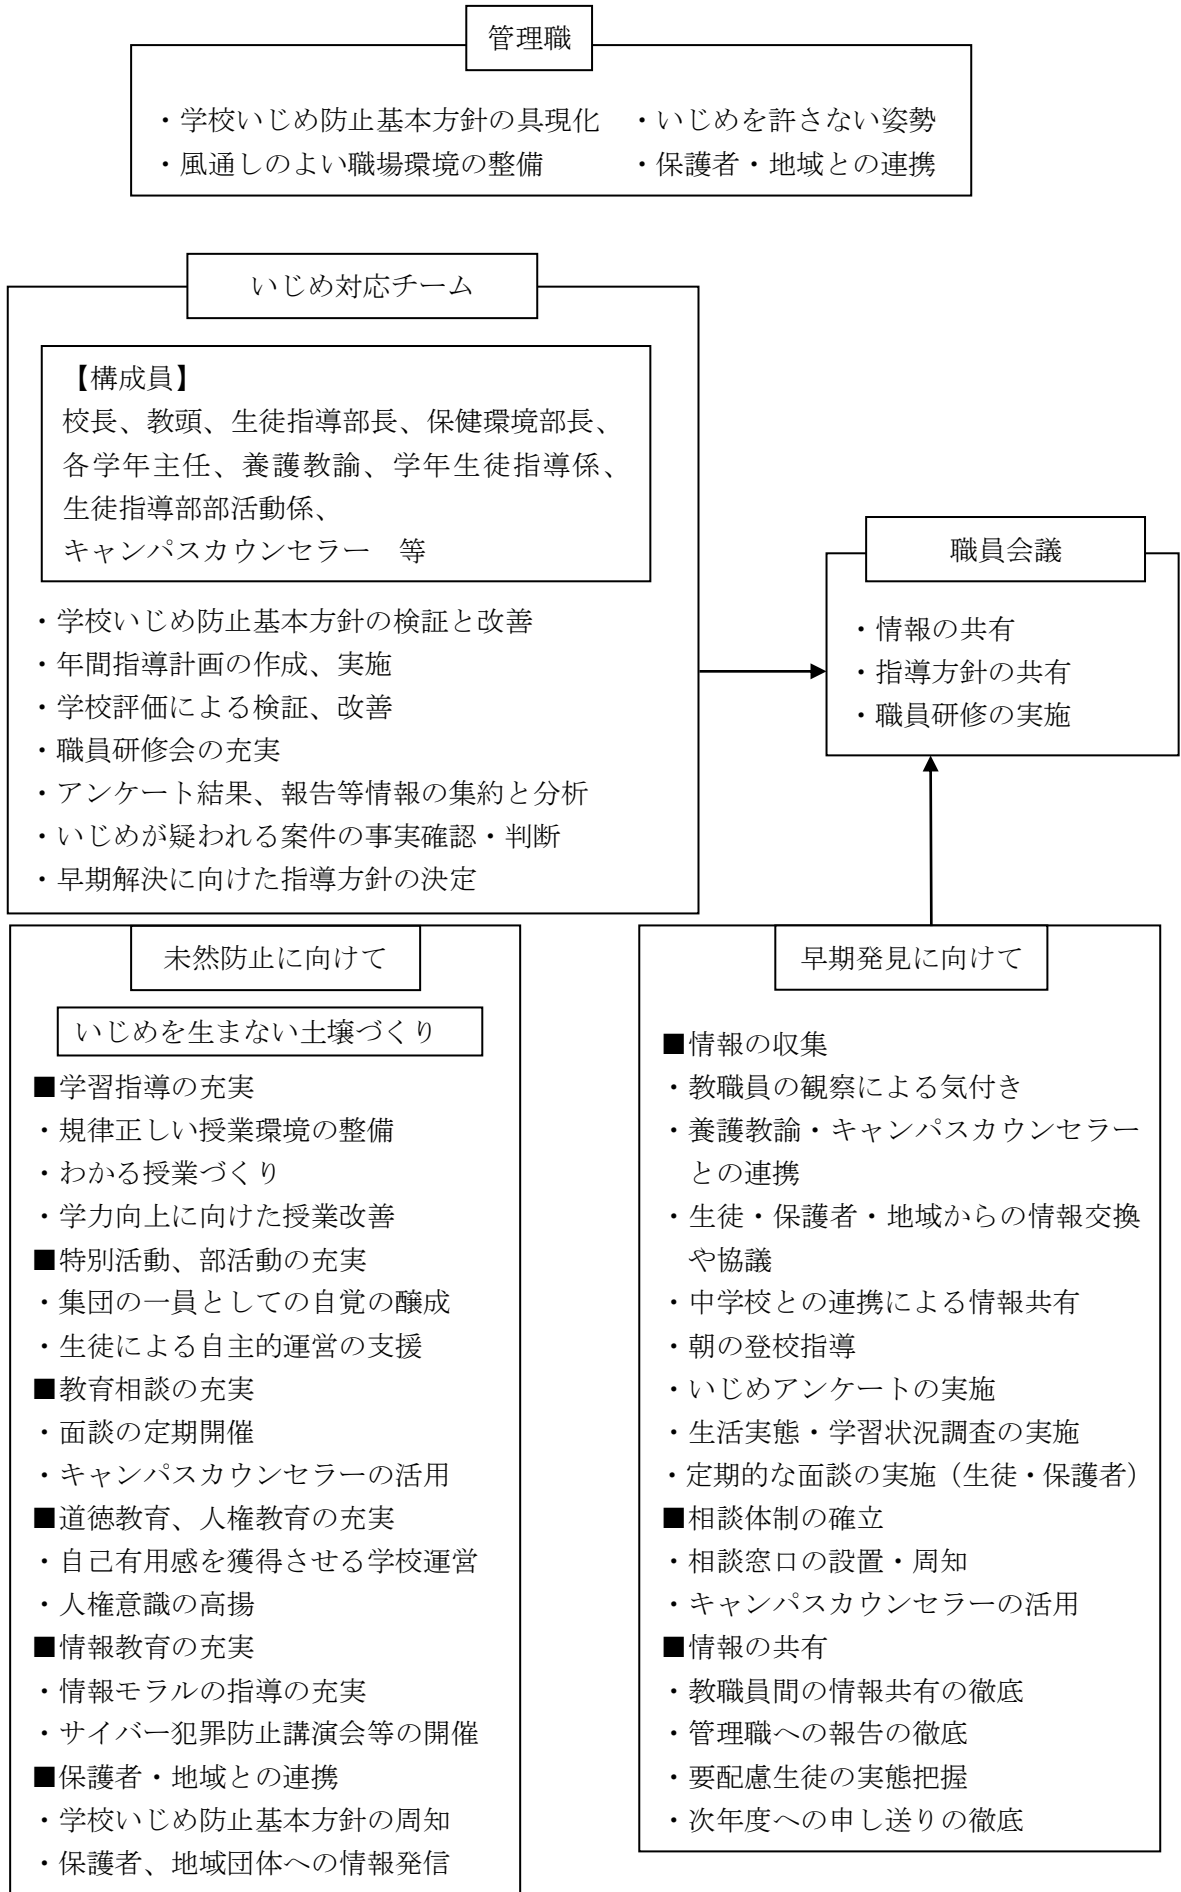 管理職
・学校いじめ防止基本方針の具現化　・いじめを許さない姿勢
・風通しのよい職場環境の整備　・保護者・地域との連携
いじめ対応チーム
【構成員】
校長、教頭、生徒指導部長、保健環境部長、
各学年主任、養護教諭、学年生徒指導係、
生徒指導部部活動係、
キャンパスカウンセラー　等
・学校いじめ防止基本方針の検証と改善
・年間指導計画の作成、実施
・学校評価による検証、改善
・職員研修会の充実
・アンケート結果、報告等情報の集約と分析
・いじめが疑われる案件の事実確認・判断
・早期解決に向けた指導方針の決定
職員会議
・情報の共有
・指導方針の共有
・職員研修の実施
未然防止に向けて
いじめを生まない土壌づくり
■学習指導の充実
・規律正しい授業環境の整備
・わかる授業づくり
・学力向上に向けた授業改善
■特別活動、部活動の充実
・集団の一員としての自覚の醸成
・生徒による自主的運営の支援
■教育相談の充実
・面談の定期開催
・キャンパスカウンセラーの活用
■道徳教育、人権教育の充実
・自己有用感を獲得させる学校運営
・人権意識の高揚
■情報教育の充実
・情報モラルの指導の充実
・サイバー犯罪防止講演会等の開催
■保護者・地域との連携
・学校いじめ防止基本方針の周知
・保護者、地域団体への情報発信
早期発見に向けて
■情報の収集
・教職員の観察による気付き
・養護教諭・キャンパスカウンセラー
との連携
・生徒・保護者・地域からの情報交換
や協議
・中学校との連携による情報共有
・朝の登校指導
・いじめアンケートの実施
・生活実態・学習状況調査の実施
・定期的な面談の実施（生徒・保護者）
■相談体制の確立
・相談窓口の設置・周知
・キャンパスカウンセラーの活用
■情報の共有
・教職員間の情報共有の徹底
・管理職への報告の徹底
・要配慮生徒の実態把握
・次年度への申し送りの徹底